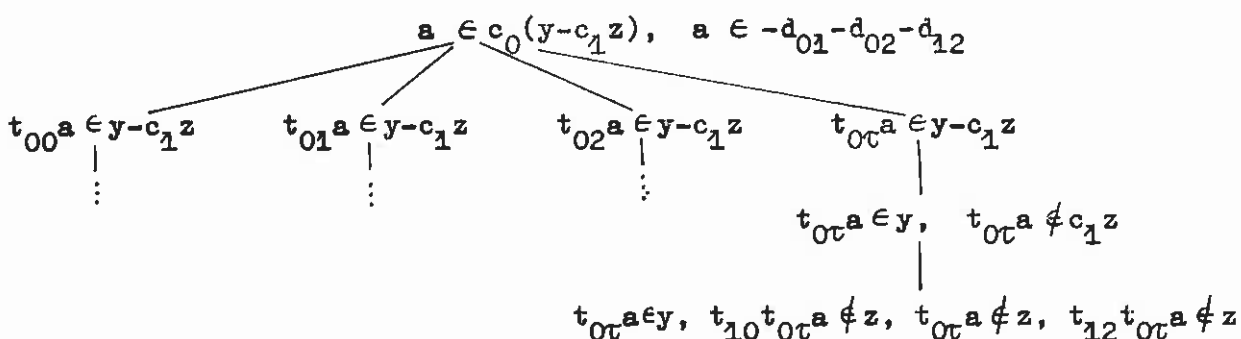 a ∈ c₀(y-c₁z), a ∈ -d₀₁-d₀₂-d₁₂
t₀₀a ∈ y-c₁z t₀₁a ∈ y-c₁z t₀₂a ∈ y-c₁z t₀τa ∈ y-c₁z
⋮ ⋮ ⋮
t₀τa ∈ y, t₀τa ∉ c₁z
t₀τa∈y, t₁₀t₀τa ∉ z, t₀τa ∉ z, t₁₂t₀τa ∉ z